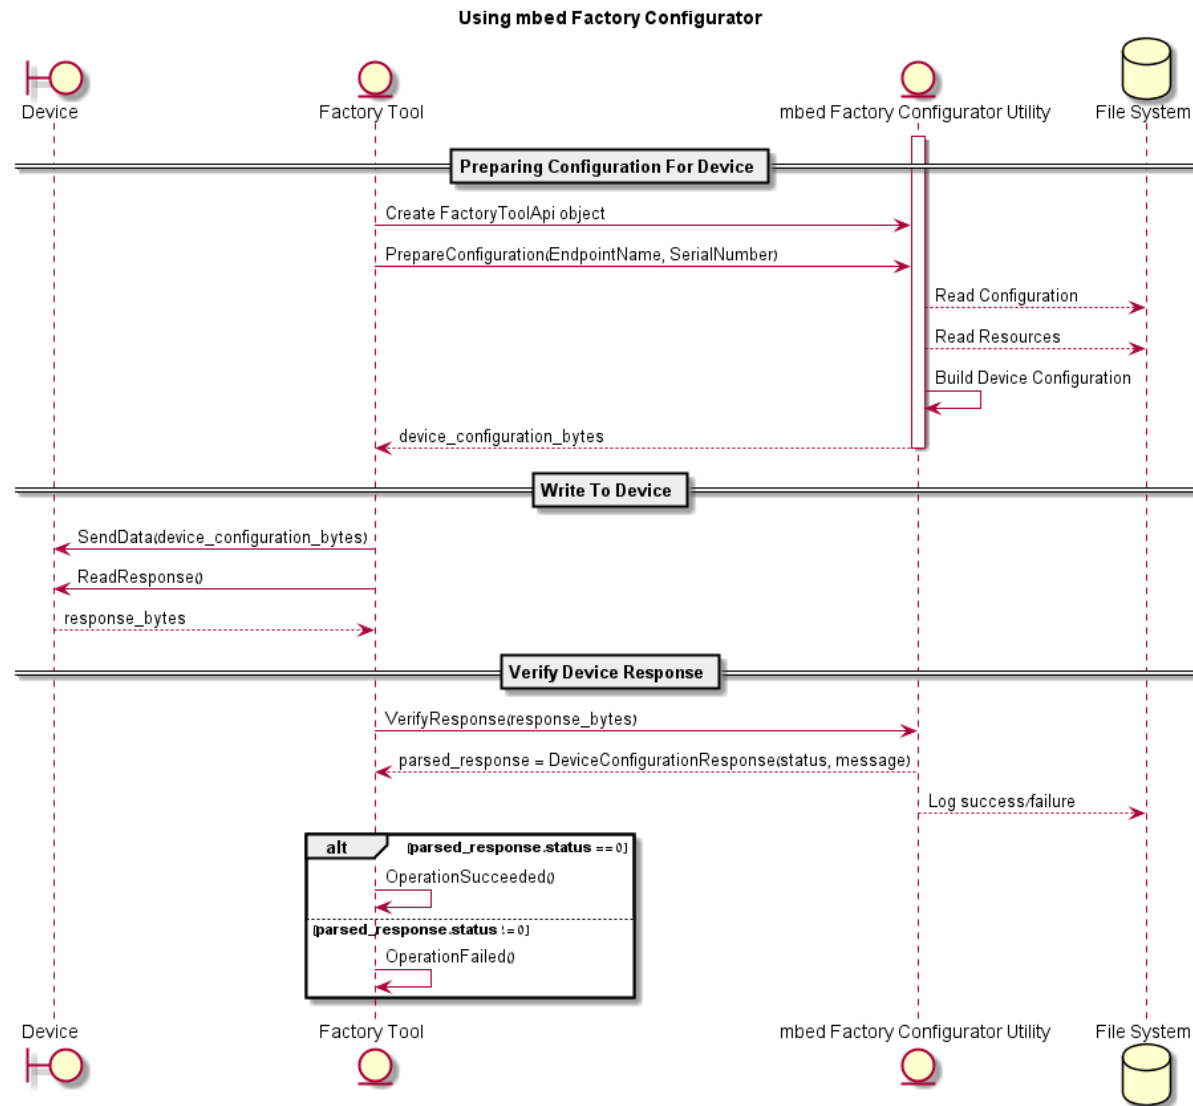 Using mbed Factory Configurator
Device
Factory Tool
mbed Factory Configurator Utility
File System
Preparing Configuration For Device
Create FactoryToolApi object
PrepareConfiguration(EndpointName, SerialNumber)
Read Configuration
Read Resources
Build Device Configuration
device_configuration_bytes
Write To Device
SendData(device_configuration_bytes)
ReadResponse()
response_bytes
Verify Device Response
VerifyResponse(response_bytes)
parsed_response = DeviceConfigurationResponse(status, message)
Log success/failure
alt [parsed_response.status == 0]
OperationSucceeded()
[parsed_response.status != 0]
OperationFailed()
Device
Factory Tool
mbed Factory Configurator Utility
File System